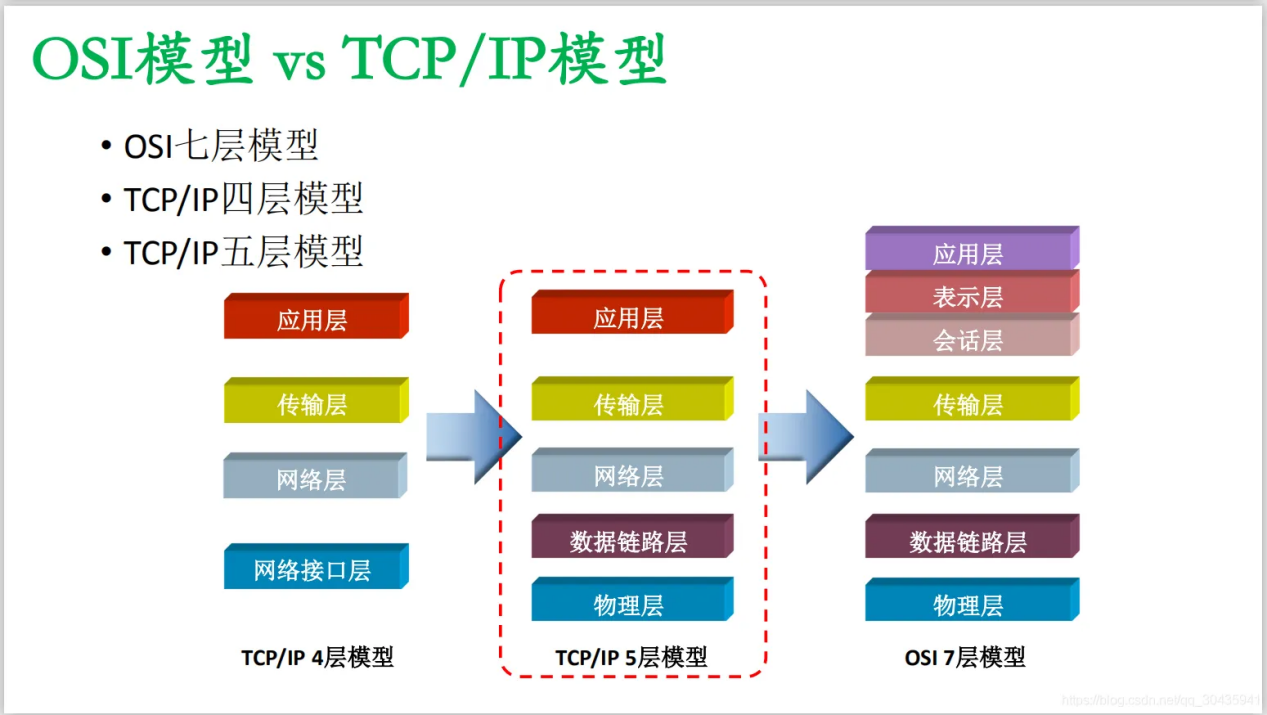 OSI模型 vs TCP/IP模型
• OSI七层模型
• TCP/IP四层模型
• TCP/IP五层模型
应用层
传输层
网络层
网络接口层
TCP/IP 4层模型
应用层
传输层
网络层
数据链路层
物理层
TCP/IP 5层模型
应用层
表示层
会话层
传输层
网络层
数据链路层
物理层
OSI 7层模型
https://blog.csdn.net/qq_30435941